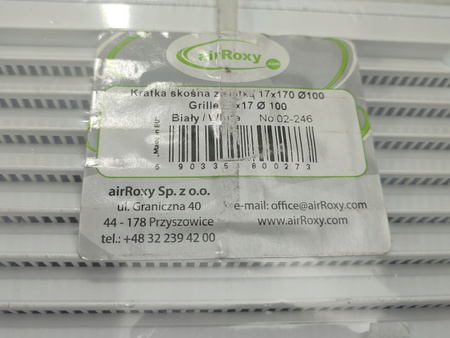 airRoxy .com
Kratka skośna z 17x170 Ø100
Grille x17 Ø 100
Biały / White No 02-246
Made in EU
5 903351 800273
airRoxy Sp. z o.o.
ul. Graniczna 40
e-mail: office@airRoxy.com
44 - 178 Przyszowice
www.airRoxy.com
tel.: +48 32 239 42 00